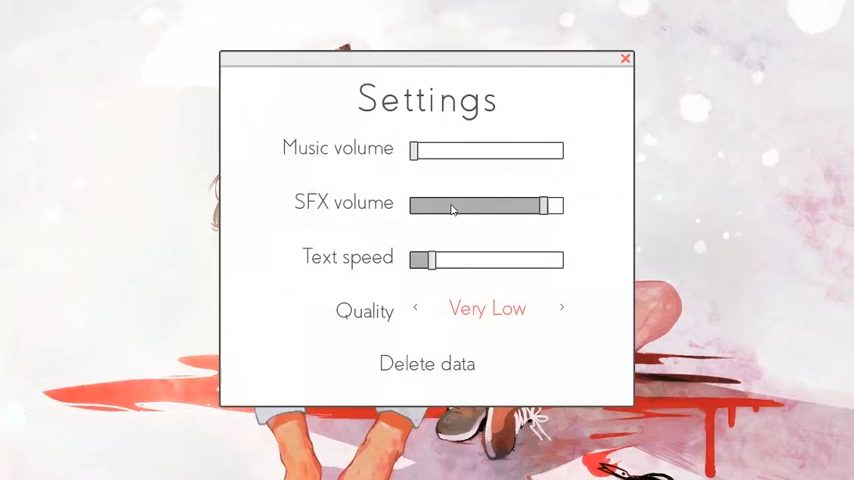 Settings
Music volume
SFX volume
Text speed
Quality ‹ Very Low ›
Delete data